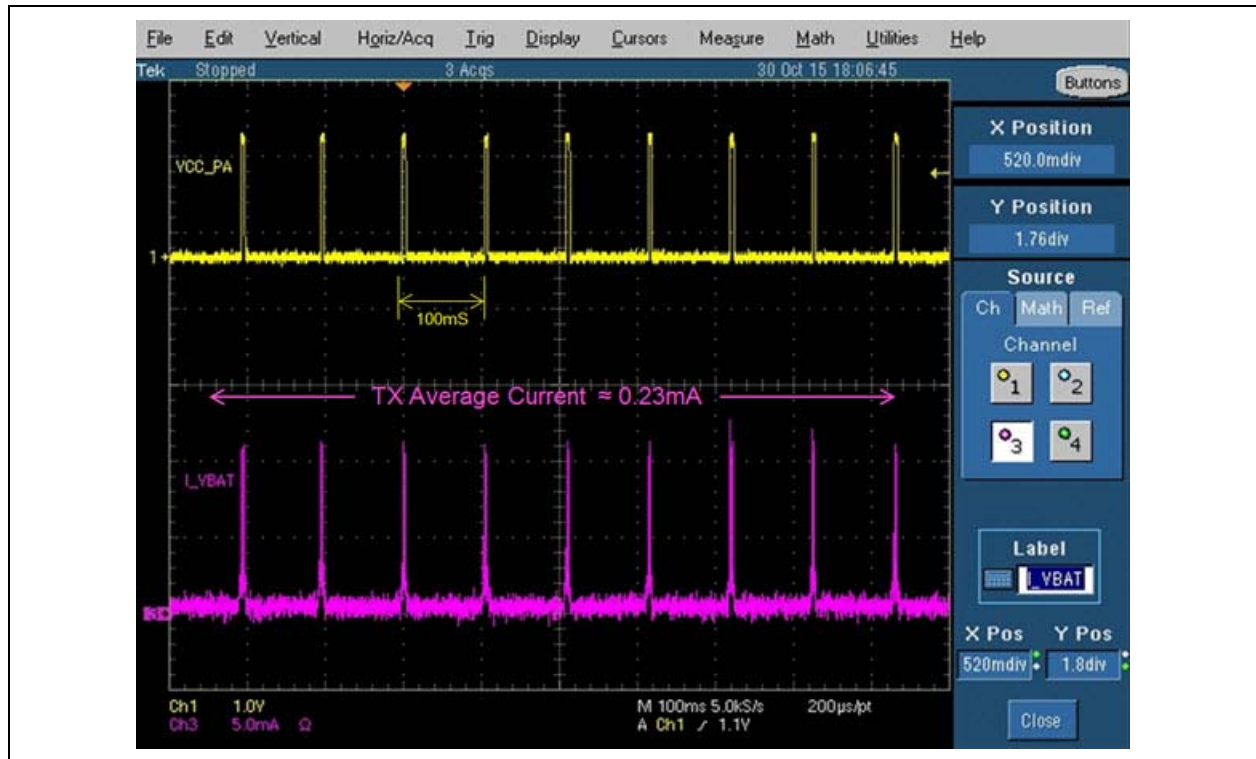 File Edit Vertical Horiz/Acq Trig Display Cursors Measure Math Utilities Help
Tek Stopped 3 Acqs 30 Oct 15 18:06:45
Buttons
X Position
520.0mdiv
VCC_PA
Y Position
1.76div
1
Source
Ch Math Ref
100mS
Channel
1 2
TX Average Current ≈ 0.23mA
3 4
I_VBAT
Label
I_VBAT
X Pos Y Pos
520mdiv 1.8div
Ch1 1.0V M 100ms 5.0kS/s 200µs/pt
Ch3 5.0mA Ω A Ch1 / 1.1V
Close